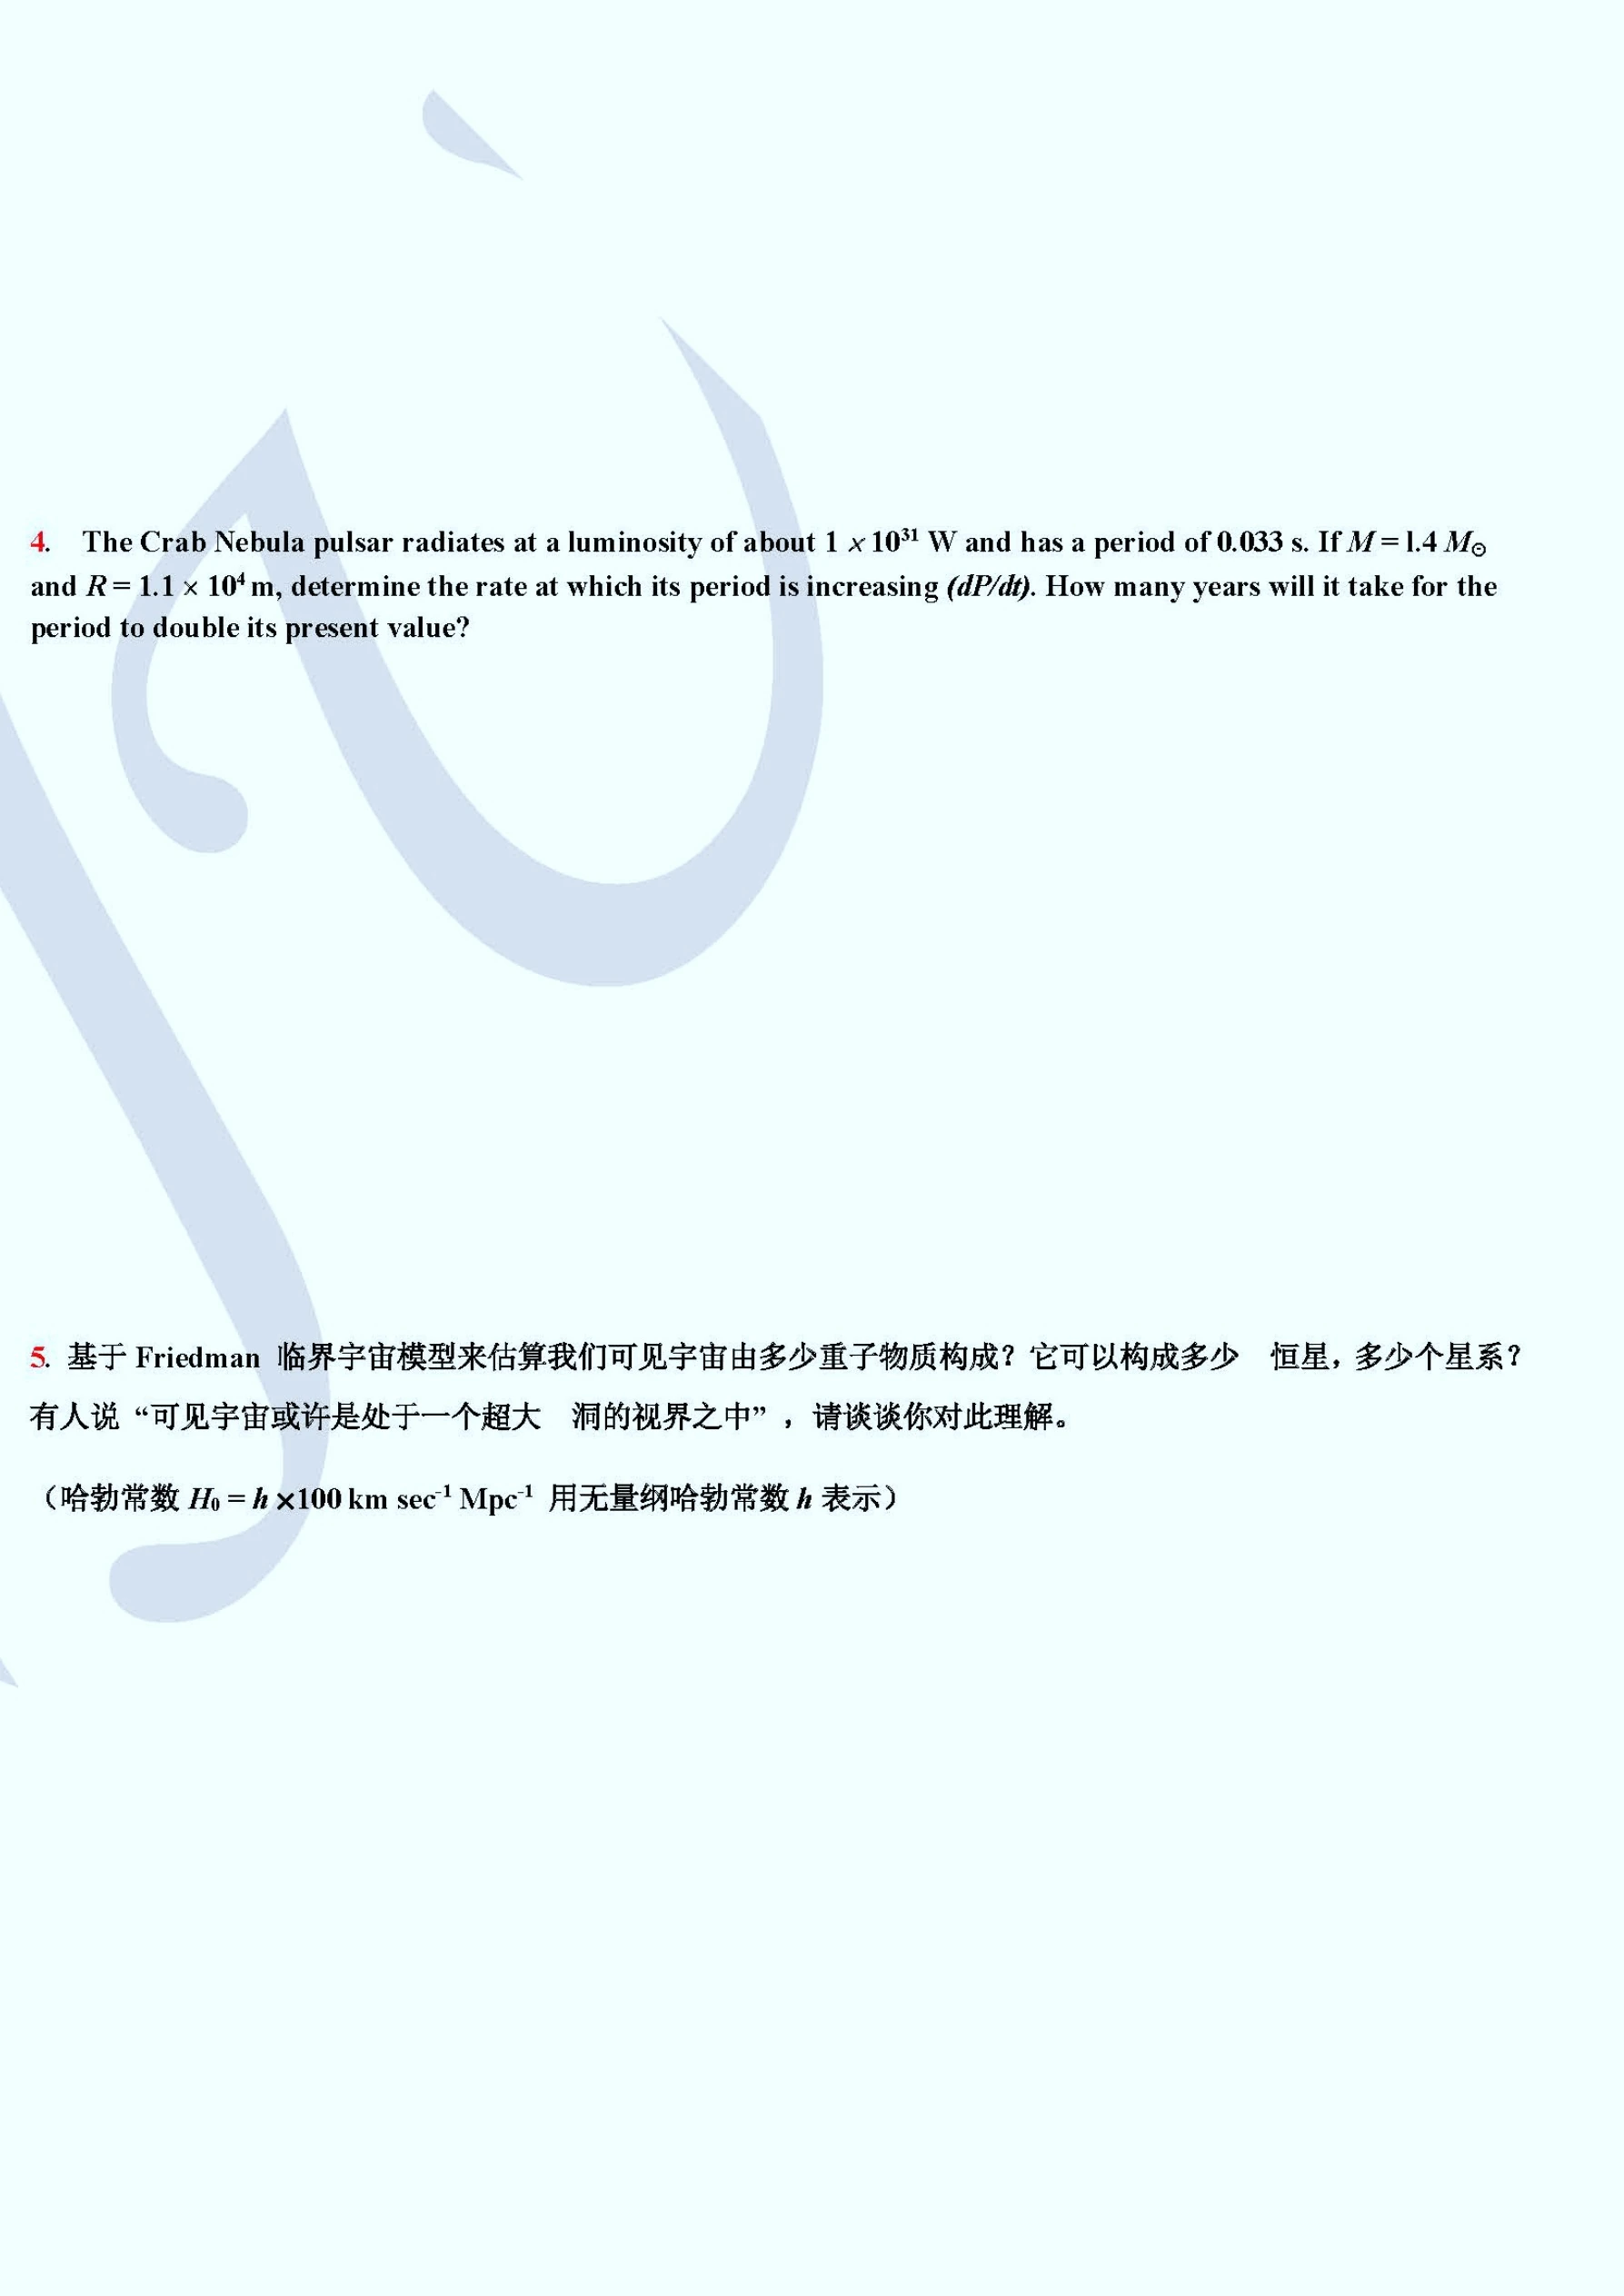 4. The Crab Nebula pulsar radiates at a luminosity of about 1 × 10³¹ W and has a period of 0.033 s. If M = 1.4 M⊙
and R = 1.1 × 10⁴ m, determine the rate at which its period is increasing (dP/dt). How many years will it take for the
period to double its present value?
5. 基于 Friedman 临界宇宙模型来估算我们可见宇宙由多少重子物质构成？它可以构成多少 恒星，多少个星系？
有人说 “可见宇宙或许是处于一个超大 洞的视界之中” ，请谈谈你对此理解。
（哈勃常数 H₀ = h ×100 km sec⁻¹ Mpc⁻¹ 用无量纲哈勃常数 h 表示）